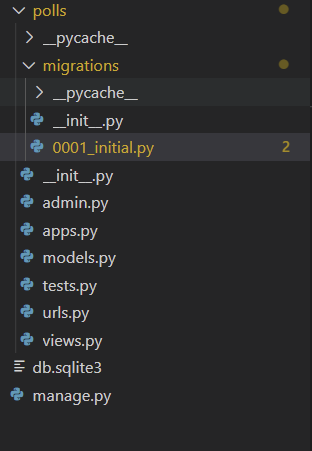 polls
__pycache__
migrations
__pycache__
__init__.py
0001_initial.py 2
__init__.py
admin.py
apps.py
models.py
tests.py
urls.py
views.py
db.sqlite3
manage.py